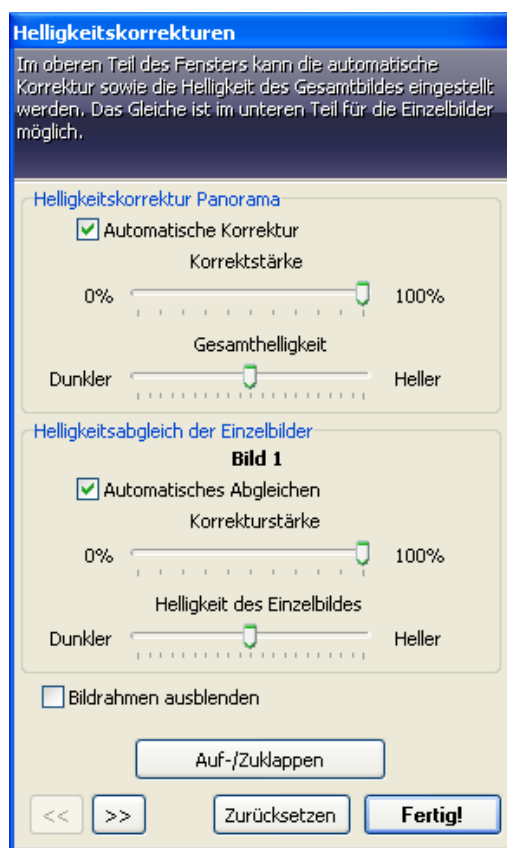 Helligkeitskorrekturen
Im oberen Teil des Fensters kann die automatische
Korrektur sowie die Helligkeit des Gesamtbildes eingestellt
werden. Das Gleiche ist im unteren Teil für die Einzelbilder
möglich.
Helligkeitskorrektur Panorama
Automatische Korrektur
Korrektstärke
0% 100%
Gesamthelligkeit
Dunkler Heller
Helligkeitsabgleich der Einzelbilder
Bild 1
Automatisches Abgleichen
Korrekturstärke
0% 100%
Helligkeit des Einzelbildes
Dunkler Heller
Bildrahmen ausblenden
Auf-/Zuklappen
<< >> Zurücksetzen Fertig!